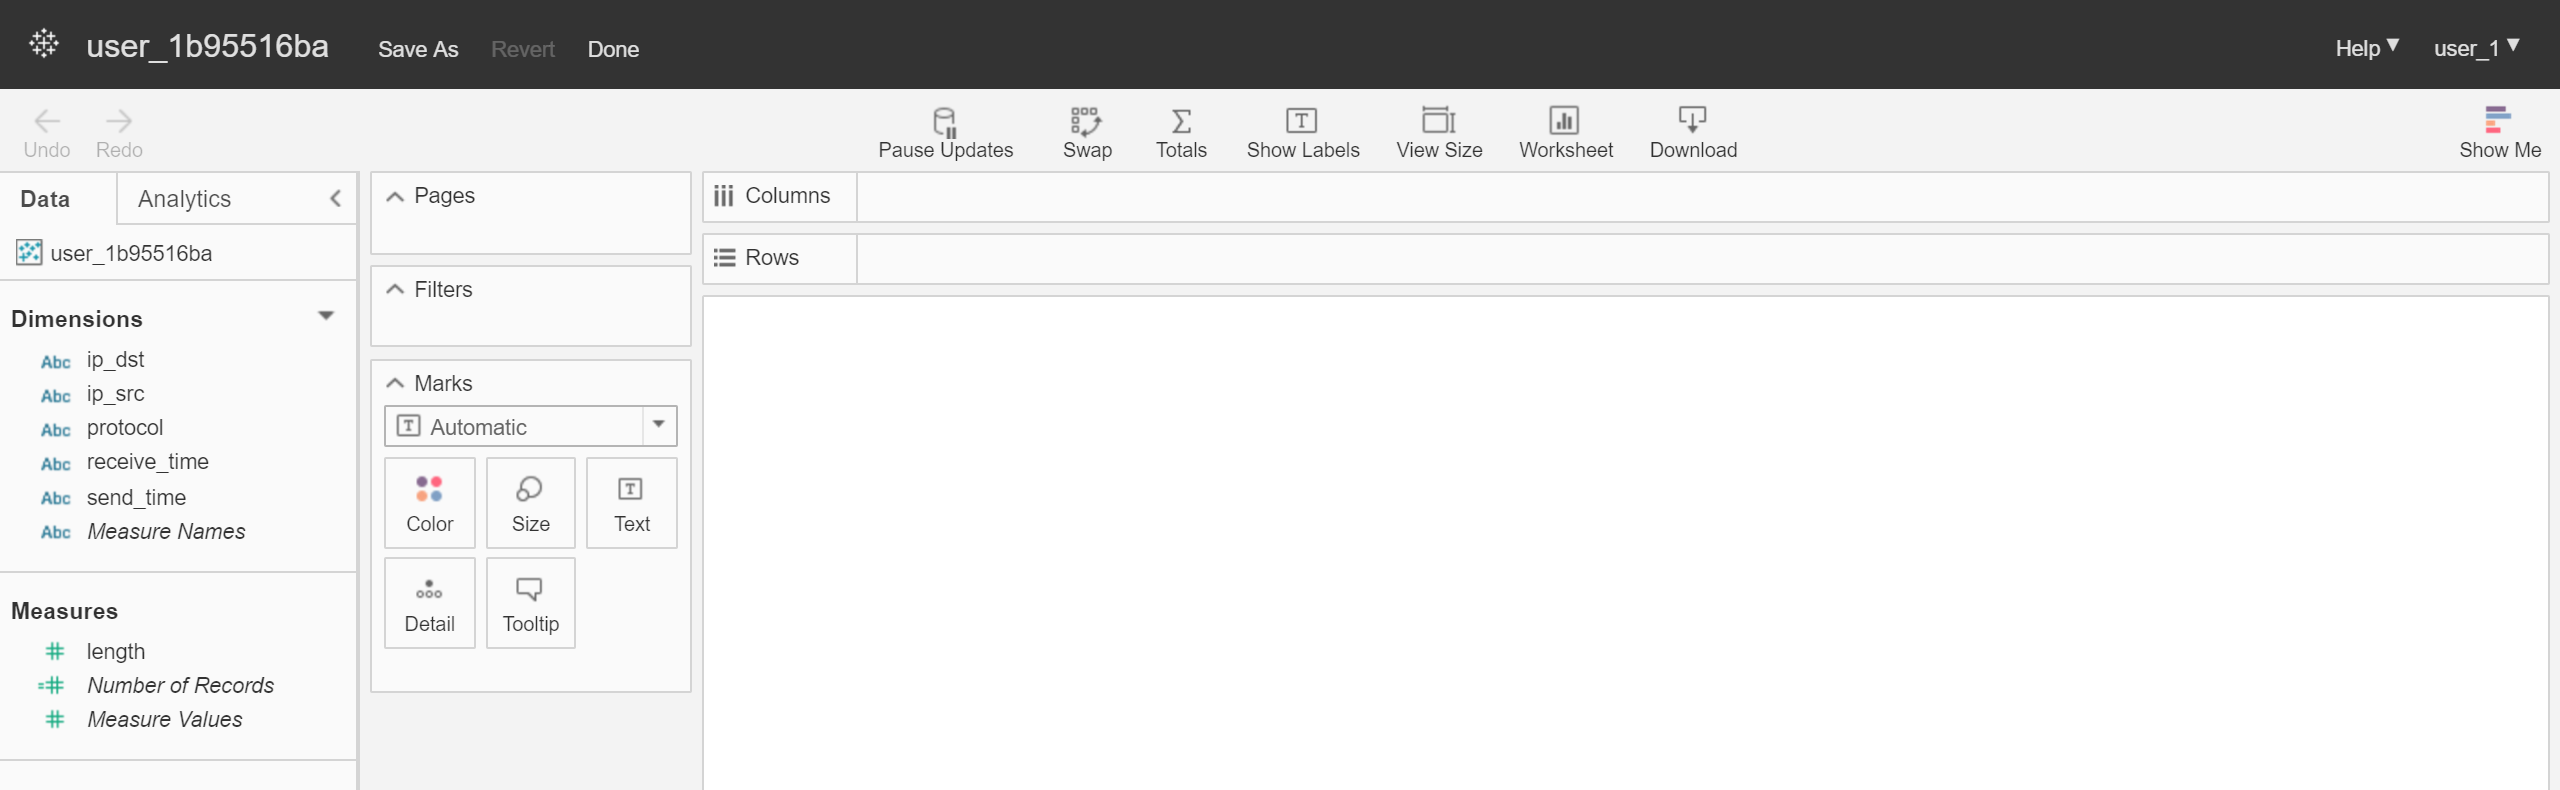 user_1b95516ba Save As Revert Done Help user_1
Undo Redo Pause Updates Swap Totals Show Labels View Size Worksheet Download Show Me
Data Analytics
user_1b95516ba
Dimensions
Abc ip_dst
Abc ip_src
Abc protocol
Abc receive_time
Abc send_time
Abc Measure Names
Measures
# length
=# Number of Records
# Measure Values
Pages
Filters
Marks
T Automatic
Color Size T Text
Detail Tooltip
Columns
Rows